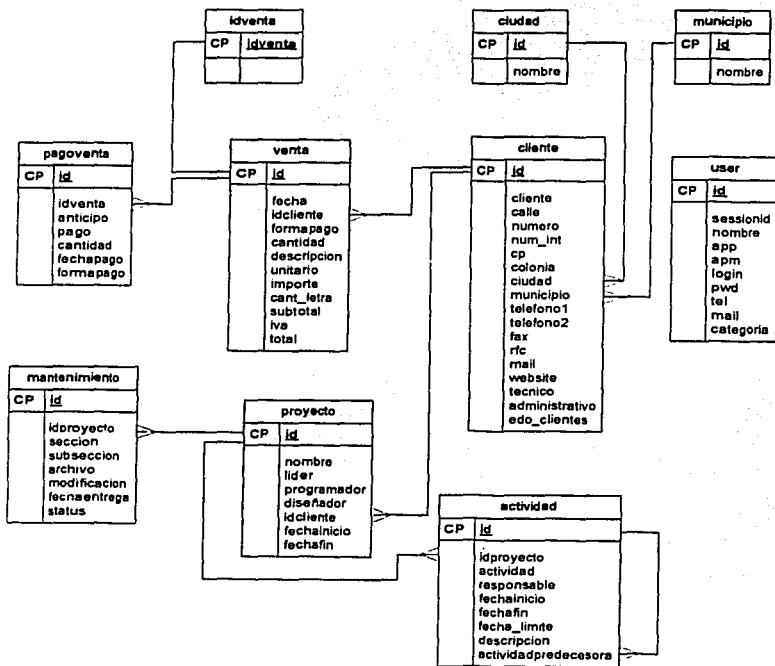 idventa
CP idventa
ciudad
CP id
nombre
municipio
CP id
nombre
pagoventa
CP id
idventa
anticipo
pago
cantidad
fechapago
formapago
venta
CP id
fecha
idcliente
formapago
cantidad
descripcion
unitario
importe
cant_letra
subtotal
iva
total
cliente
CP id
cliente
calle
numero
num_int
cp
colonia
ciudad
municipio
telefono1
telefono2
fax
rfc
mail
website
tecnico
administrativo
edo_clientes
user
CP id
sessionid
nombre
app
apm
login
pwd
tel
mail
categoria
mantenimiento
CP id
idproyecto
seccion
subseccion
archivo
modificacion
fechaentrega
status
proyecto
CP id
nombre
lider
programador
diseñador
idcliente
fechainicio
fechafin
actividad
CP id
idproyecto
actividad
responsable
fechainicio
fechafin
fecha_limite
descripcion
actividadpredecesora